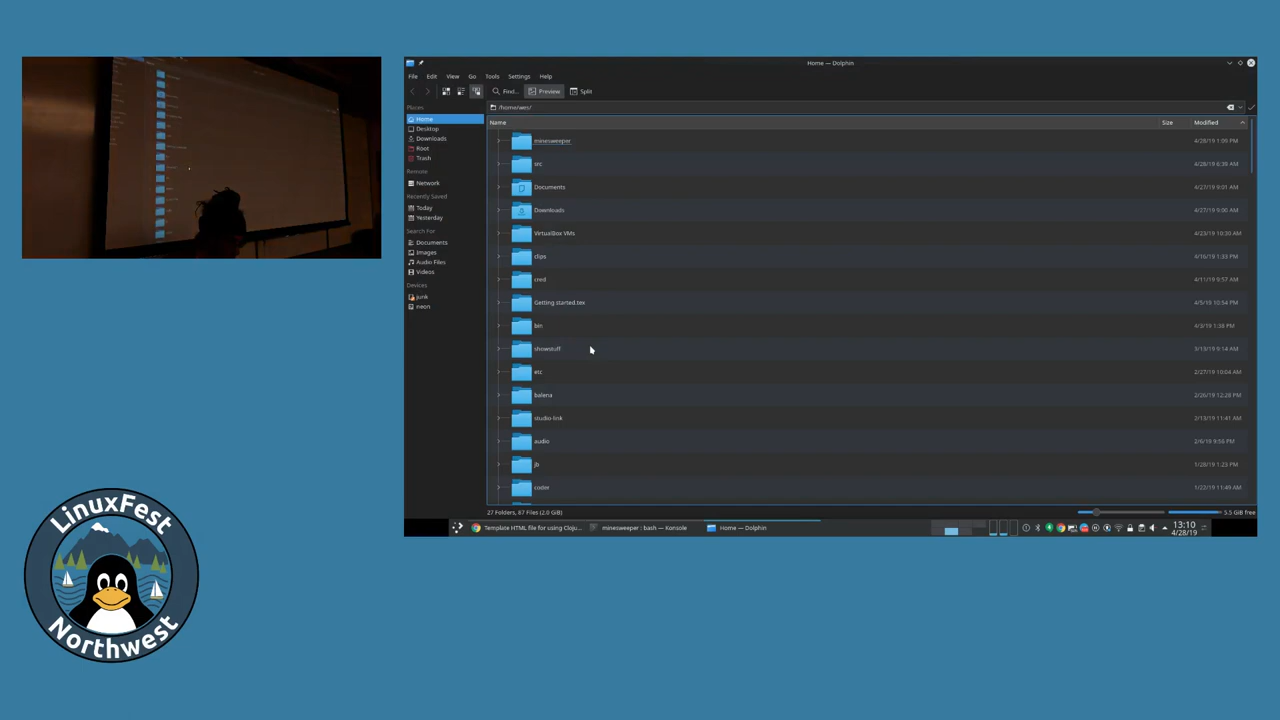 Home — Dolphin
File Edit View Go Tools Settings Help
Find... Preview Split
Places
Home
Desktop
Downloads
Root
Trash
Remote
Network
Recently Saved
Today
Yesterday
Search For
Documents
Images
Audio Files
Videos
Devices
junk
neon
/home/wes/
Name Size Modified
minesweeper 4/28/19 1:09 PM
src 4/28/19 6:39 AM
Documents 4/27/19 9:01 AM
Downloads 4/27/19 9:00 AM
VirtualBox VMs 4/23/19 10:39 AM
clips 4/16/19 1:33 PM
cred 4/11/19 9:57 AM
Getting started.tex 4/5/19 10:54 PM
bin 4/3/19 1:38 PM
showstuff 3/13/19 9:14 AM
etc 2/27/19 10:04 AM
balena 2/26/19 12:28 PM
studio-link 2/13/19 11:41 AM
audio 2/6/19 9:56 PM
jb 1/28/19 1:23 PM
coder 1/22/19 11:49 AM
27 Folders, 87 Files (2.0 GiB) 5.5 GiB free
Template HTML file for using Cloju... minesweeper : bash — Konsole Home — Dolphin 13:10
4/28/19
LinuxFest
Northwest